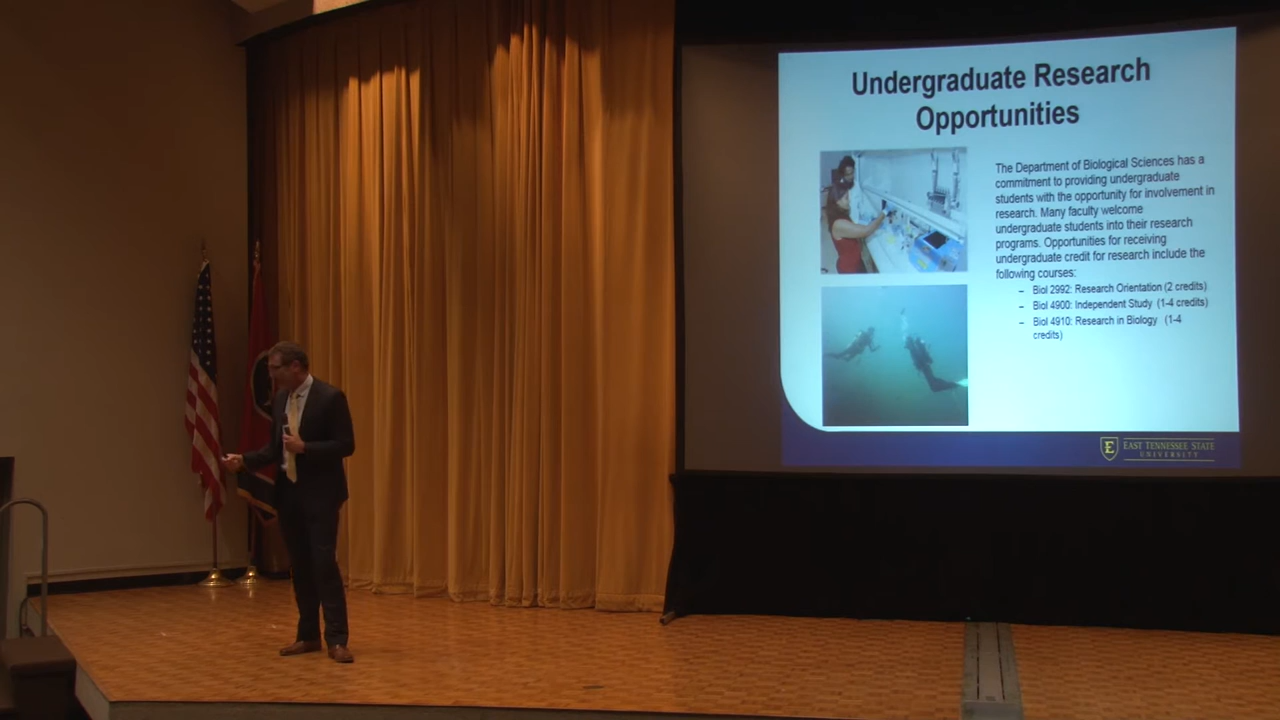 Undergraduate Research
Opportunities
The Department of Biological Sciences has a
commitment to providing undergraduate
students with the opportunity for involvement in
research. Many faculty welcome
undergraduate students into their research
programs. Opportunities for receiving
undergraduate credit for research include the
following courses:
– Biol 2992: Research Orientation (2 credits)
– Biol 4900: Independent Study (1-4 credits)
– Biol 4910: Research in Biology (1-4
credits)
E
EAST TENNESSEE STATE
UNIVERSITY